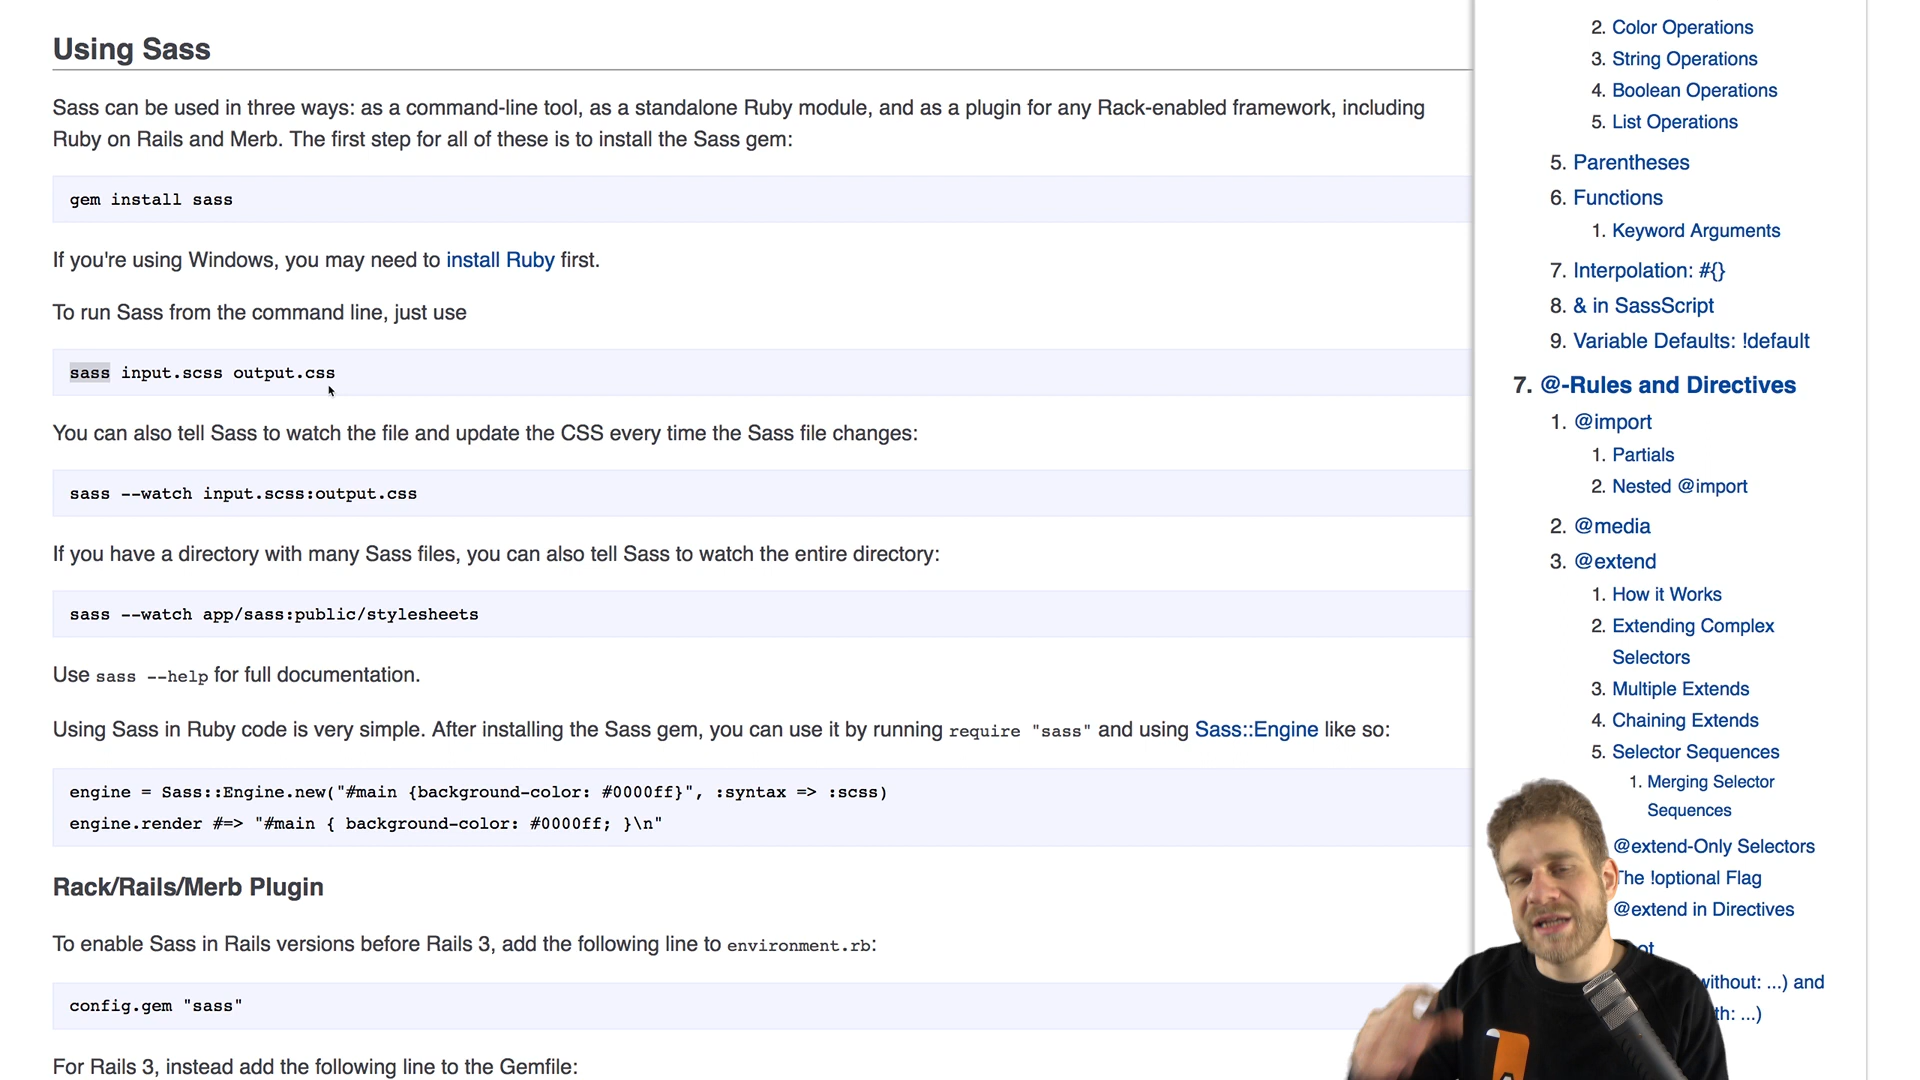 Using Sass
Sass can be used in three ways: as a command-line tool, as a standalone Ruby module, and as a plugin for any Rack-enabled framework, including
Ruby on Rails and Merb. The first step for all of these is to install the Sass gem:
gem install sass
If you're using Windows, you may need to install Ruby first.
To run Sass from the command line, just use
sass input.scss output.css
You can also tell Sass to watch the file and update the CSS every time the Sass file changes:
sass --watch input.scss:output.css
If you have a directory with many Sass files, you can also tell Sass to watch the entire directory:
sass --watch app/sass:public/stylesheets
Use sass --help for full documentation.
Using Sass in Ruby code is very simple. After installing the Sass gem, you can use it by running require "sass" and using Sass::Engine like so:
engine = Sass::Engine.new("#main {background-color: #0000ff}", :syntax => :scss)
engine.render #=> "#main { background-color: #0000ff; }\n"
Rack/Rails/Merb Plugin
To enable Sass in Rails versions before Rails 3, add the following line to environment.rb:
config.gem "sass"
For Rails 3, instead add the following line to the Gemfile:
2. Color Operations
3. String Operations
4. Boolean Operations
5. List Operations
5. Parentheses
6. Functions
1. Keyword Arguments
7. Interpolation: #{}
8. & in SassScript
9. Variable Defaults: !default
7. @-Rules and Directives
1. @import
1. Partials
2. Nested @import
2. @media
3. @extend
1. How it Works
2. Extending Complex
Selectors
3. Multiple Extends
4. Chaining Extends
5. Selector Sequences
1. Merging Selector
Sequences
@extend-Only Selectors
The !optional Flag
@extend in Directives
...) and
...)